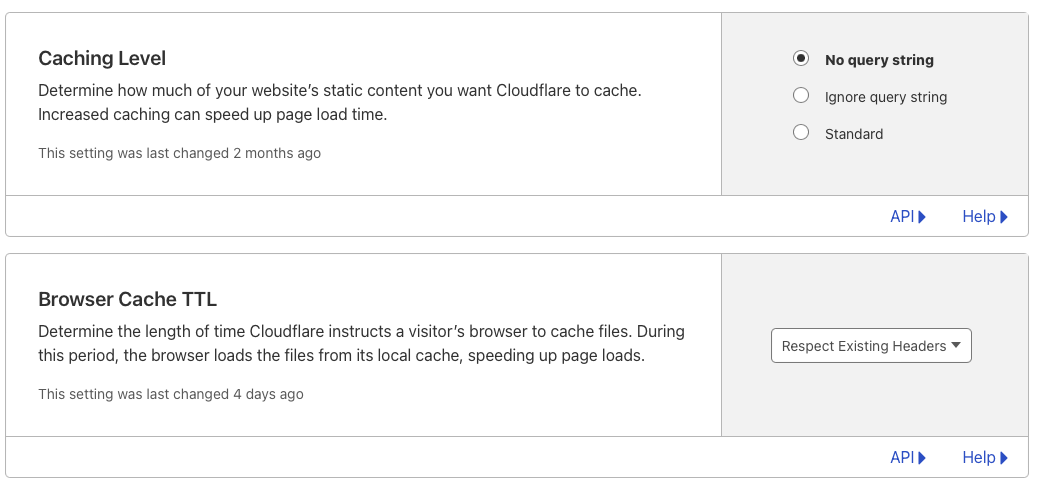 Caching Level
Determine how much of your website’s static content you want Cloudflare to cache.
Increased caching can speed up page load time.
This setting was last changed 2 months ago
No query string
Ignore query string
Standard
API
Help
Browser Cache TTL
Determine the length of time Cloudflare instructs a visitor’s browser to cache files. During
this period, the browser loads the files from its local cache, speeding up page loads.
This setting was last changed 4 days ago
Respect Existing Headers
API
Help